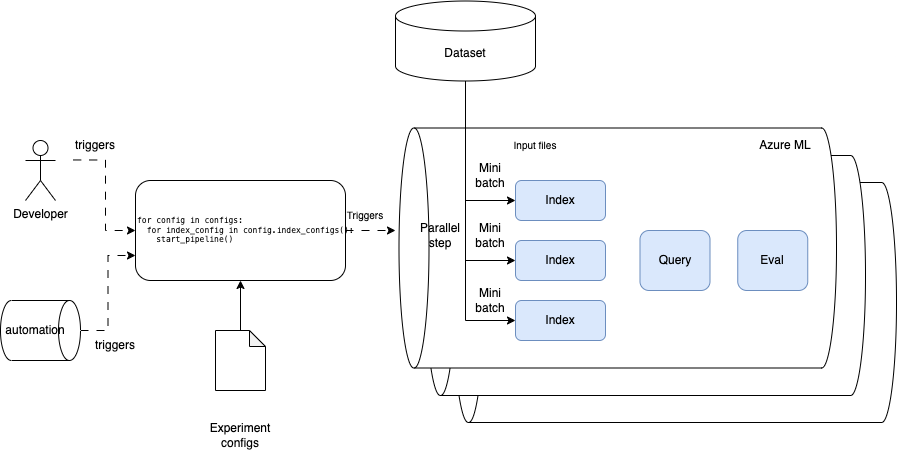 Dataset
Input files
Azure ML
triggers
Developer
for config in configs:
for index_config in config.index_configs()
start_pipeline()
Triggers
Parallel
step
Mini
batch
Index
Mini
batch
Index
Mini
batch
Index
Query
Eval
automation
triggers
Experiment
configs